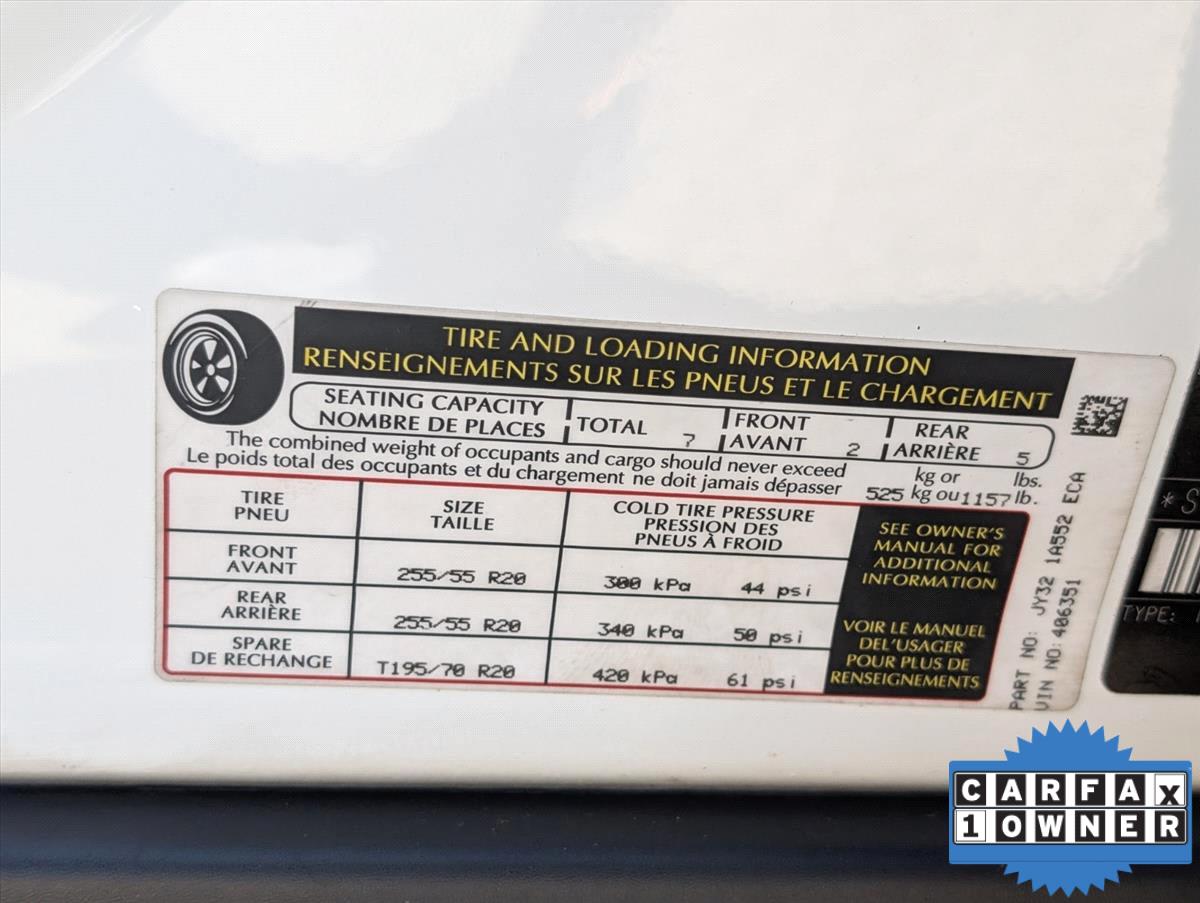 TIRE AND LOADING INFORMATION
RENSEIGNEMENTS SUR LES PNEUS ET LE CHARGEMENT
SEATING CAPACITY
NOMBRE DE PLACES
TOTAL 7
FRONT
AVANT 2
REAR
ARRIÈRE 5
The combined weight of occupants and cargo should never exceed kg or lbs.
Le poids total des occupants et du chargement ne doit jamais dépasser 525 kg ou 1157 lb.
TIRE
PNEU
SIZE
TAILLE
COLD TIRE PRESSURE
PRESSION DES
PNEUS À FROID
FRONT
AVANT
255/55 R20
300 kPa 44 psi
REAR
ARRIÈRE
255/55 R20
340 kPa 50 psi
SPARE
DE RECHANGE
T195/70 R20
420 kPa 61 psi
SEE OWNER'S
MANUAL FOR
ADDITIONAL
INFORMATION
VOIR LE MANUEL
DEL'USAGER
POUR PLUS DE
RENSEIGNEMENTS
PART NO: JY32 1A552 ECA
VIN NO: 406351
*S
TYPE:
CARFAX
1 OWNER